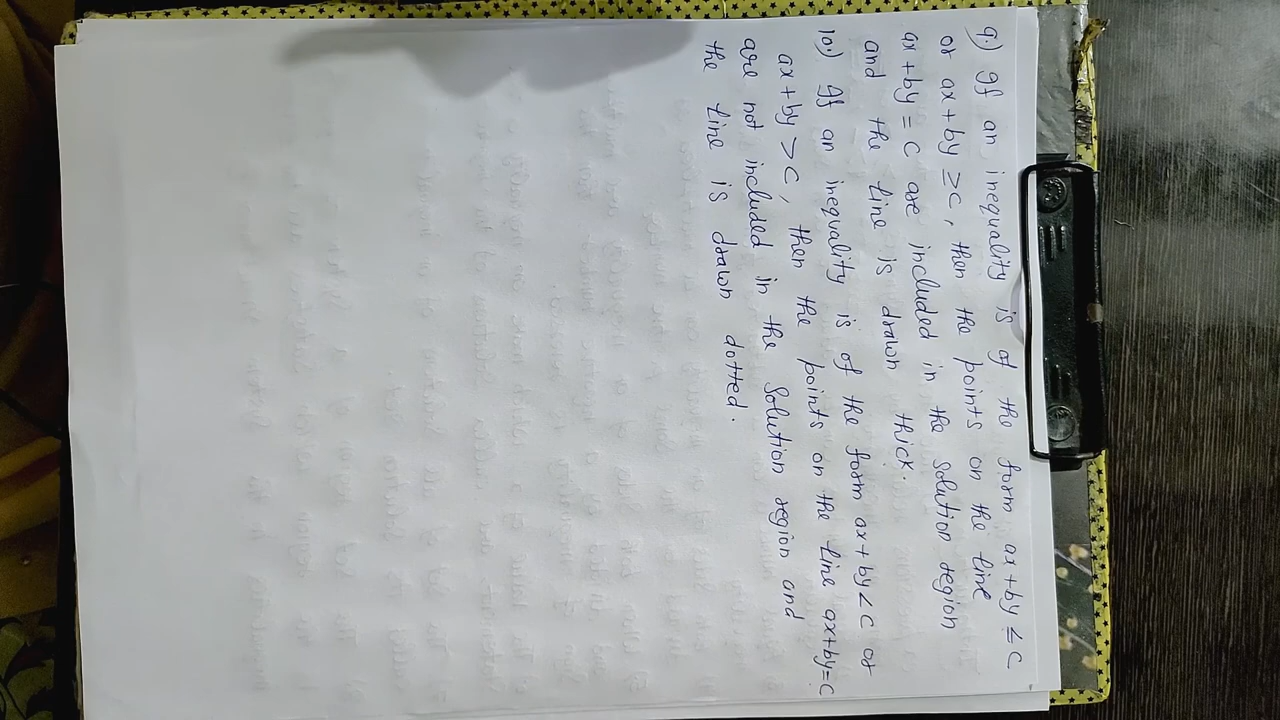 9.) If an inequality is of the form ax+by ≤ C
or ax+by ≥ C, then the points on the line
ax+by = C are included in the solution region
and the line is drawn thick.
10.) If an inequality is of the form ax+by < C or
ax+by > C, then the points on the line ax+by=C
are not included in the solution region and
the line is drawn dotted.